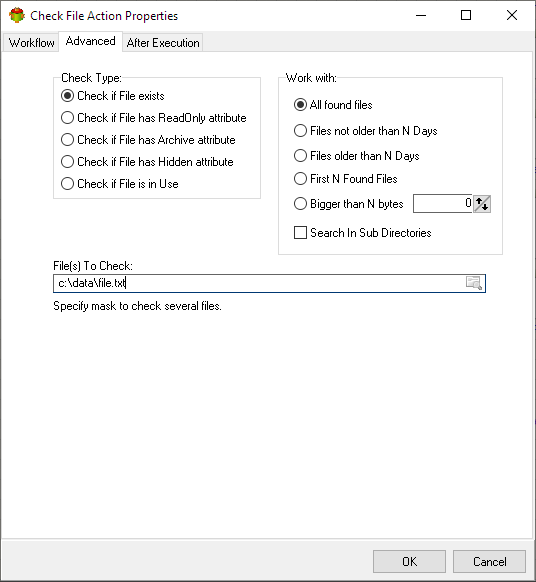 Check File Action Properties
Workflow Advanced After Execution
Check Type:
Check if File exists
Check if File has ReadOnly attribute
Check if File has Archive attribute
Check if File has Hidden attribute
Check if File is in Use
Work with:
All found files
Files not older than N Days
Files older than N Days
First N Found Files
Bigger than N bytes 0
Search In Sub Directories
File(s) To Check:
c:\data\file.txt
Specify mask to check several files.
OK Cancel